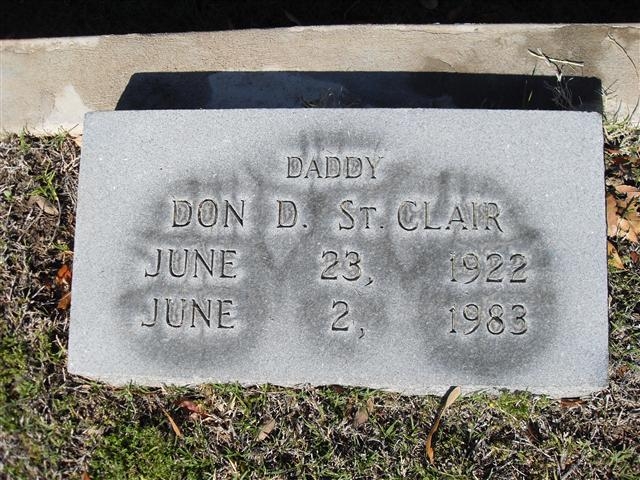 DADDY
DON D. ST. CLAIR
JUNE 23, 1922
JUNE 2, 1983